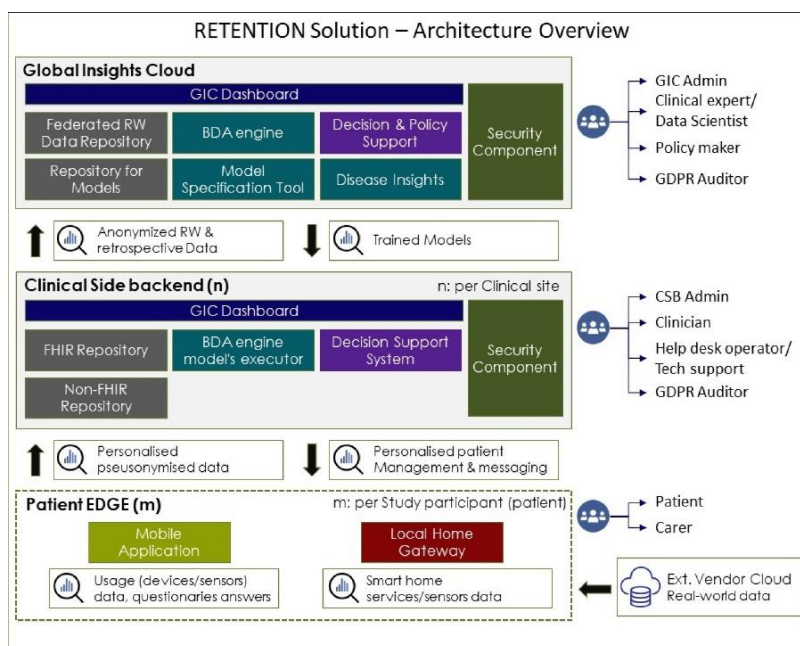 RETENTION Solution – Architecture Overview
Global Insights Cloud
GIC Dashboard
Federated RW
Data Repository
BDA engine
Decision & Policy
Support
Security
Component
Repository for
Models
Model
Specification Tool
Disease Insights
GIC Admin
Clinical expert/
Data Scientist
Policy maker
GDPR Auditor
Anonymized RW &
retrospective Data
Trained Models
Clinical Side backend (n)
n: per Clinical site
GIC Dashboard
FHIR Repository
BDA engine
model's executor
Decision Support
System
Security
Component
Non-FHIR
Repository
CSB Admin
Clinician
Help desk operator/
Tech support
GDPR Auditor
Personalised
pseusonymised data
Personalised patient
Management & messaging
Patient EDGE (m)
m: per Study participant (patient)
Mobile
Application
Local Home
Gateway
Usage (devices/sensors)
data, questionaries answers
Smart home
services/sensors data
Patient
Carer
Ext. Vendor Cloud
Real-world data